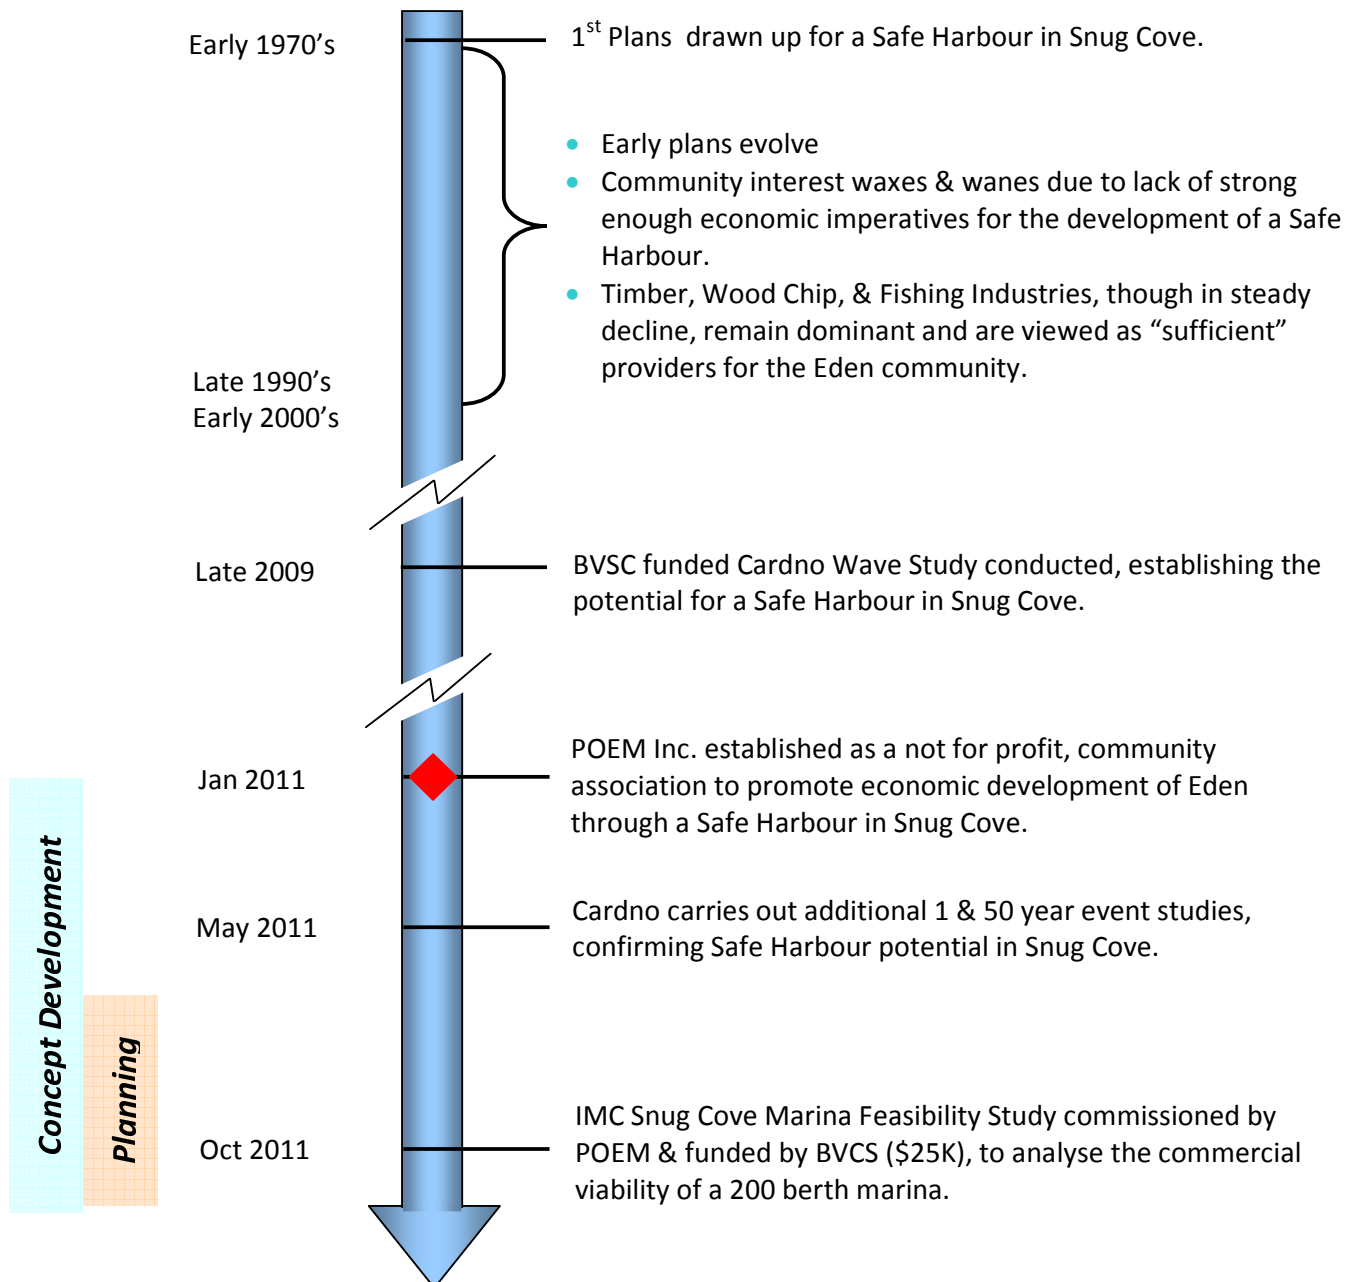 Early 1970’s
1st Plans drawn up for a Safe Harbour in Snug Cove.
• Early plans evolve
• Community interest waxes & wanes due to lack of strong
enough economic imperatives for the development of a Safe
Harbour.
• Timber, Wood Chip, & Fishing Industries, though in steady
decline, remain dominant and are viewed as “sufficient”
providers for the Eden community.
Late 1990’s
Early 2000’s
Late 2009
BVSC funded Cardno Wave Study conducted, establishing the
potential for a Safe Harbour in Snug Cove.
Jan 2011
POEM Inc. established as a not for profit, community
association to promote economic development of Eden
through a Safe Harbour in Snug Cove.
May 2011
Cardno carries out additional 1 & 50 year event studies,
confirming Safe Harbour potential in Snug Cove.
Oct 2011
IMC Snug Cove Marina Feasibility Study commissioned by
POEM & funded by BVCS ($25K), to analyse the commercial
viability of a 200 berth marina.
Concept Development
Planning